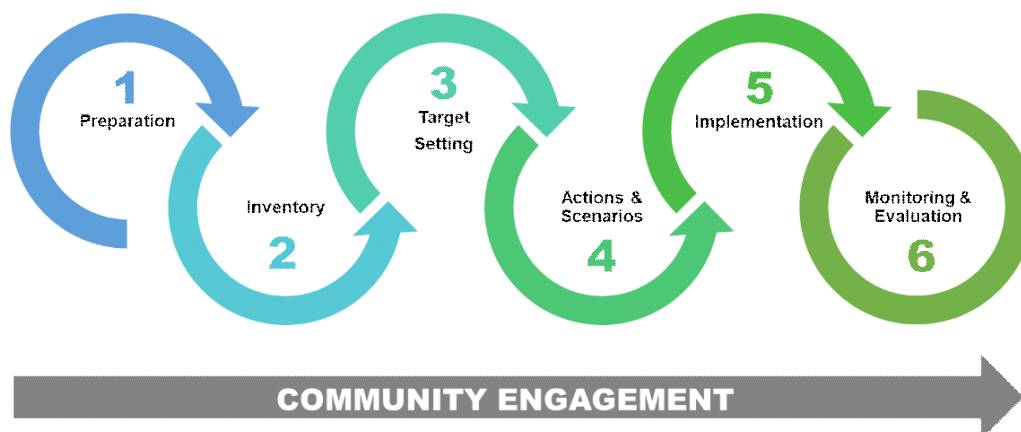 1
Preparation
Inventory
2
3
Target
Setting
Actions &
Scenarios
4
5
Implementation
Monitoring &
Evaluation
6
COMMUNITY ENGAGEMENT